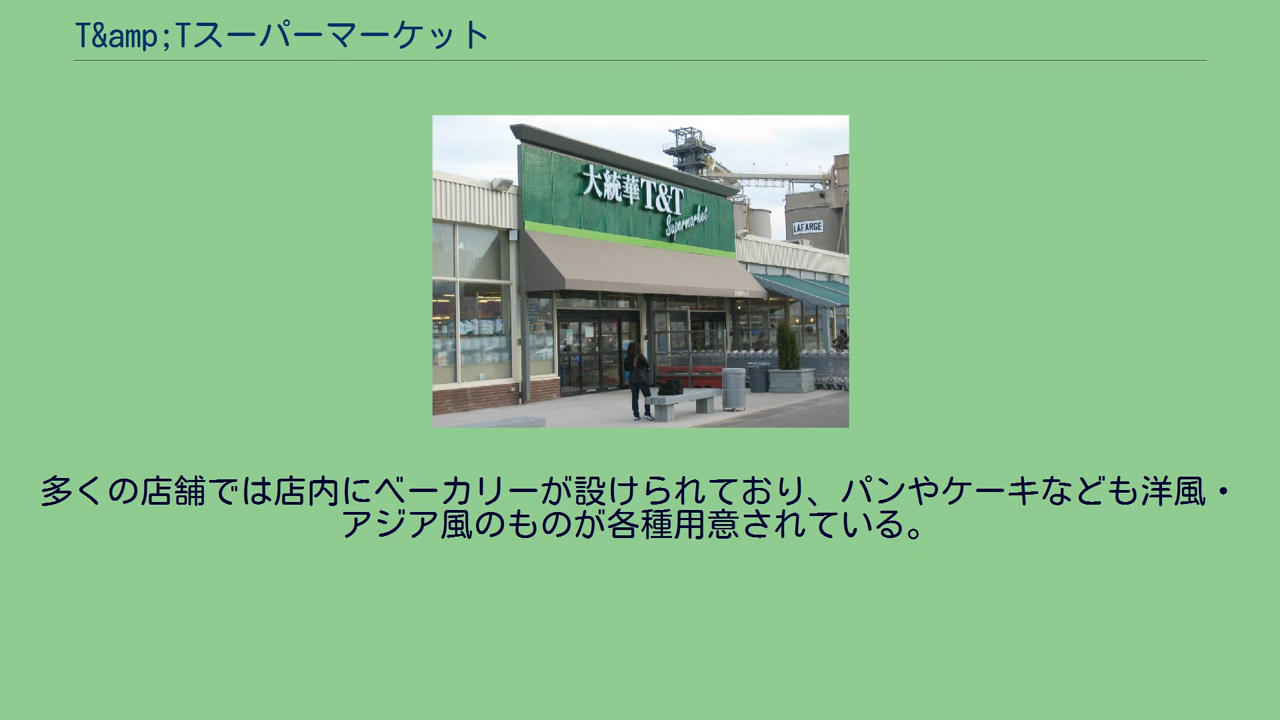 T&amp;Tスーパーマーケット
大統華T&T
Supermarket
LAFARGE
多くの店舗では店内にベーカリーが設けられており、パンやケーキなども洋風・
アジア風のものが各種用意されている。